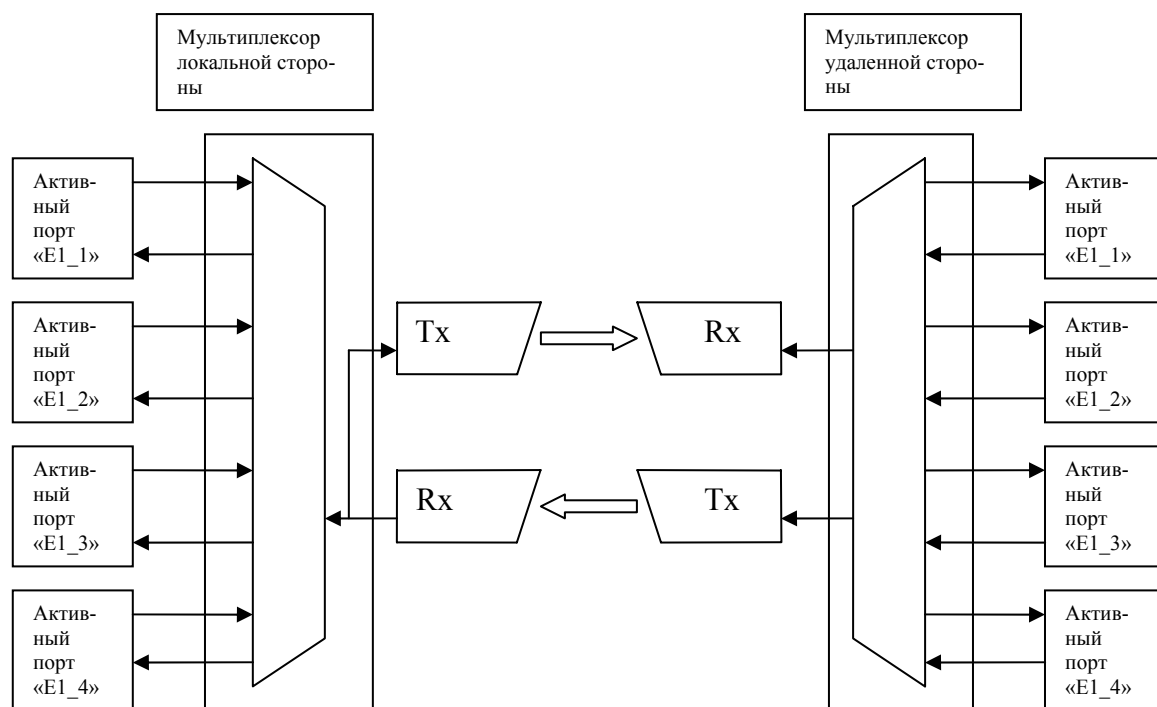 Мультиплексор
локальной сторо-
ны
Мультиплексор
удаленной сторо-
ны
Актив-
ный
порт
«E1_1»
Актив-
ный
порт
«E1_1»
Актив-
ный
порт
«E1_2»
Tx
Rx
Актив-
ный
порт
«E1_2»
Актив-
ный
порт
«E1_3»
Rx
Tx
Актив-
ный
порт
«E1_3»
Актив-
ный
порт
«E1_4»
Актив-
ный
порт
«E1_4»